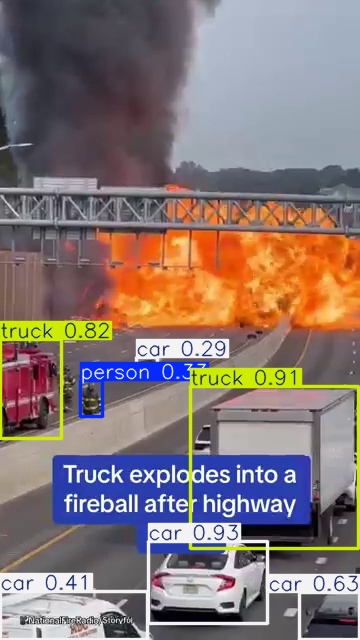 truck 0.82
car 0.29
person 0.37
truck 0.91
Truck explodes into a
fireball after highway
car 0.93
car 0.41
car 0.63
NationalFireRadio/Storyful